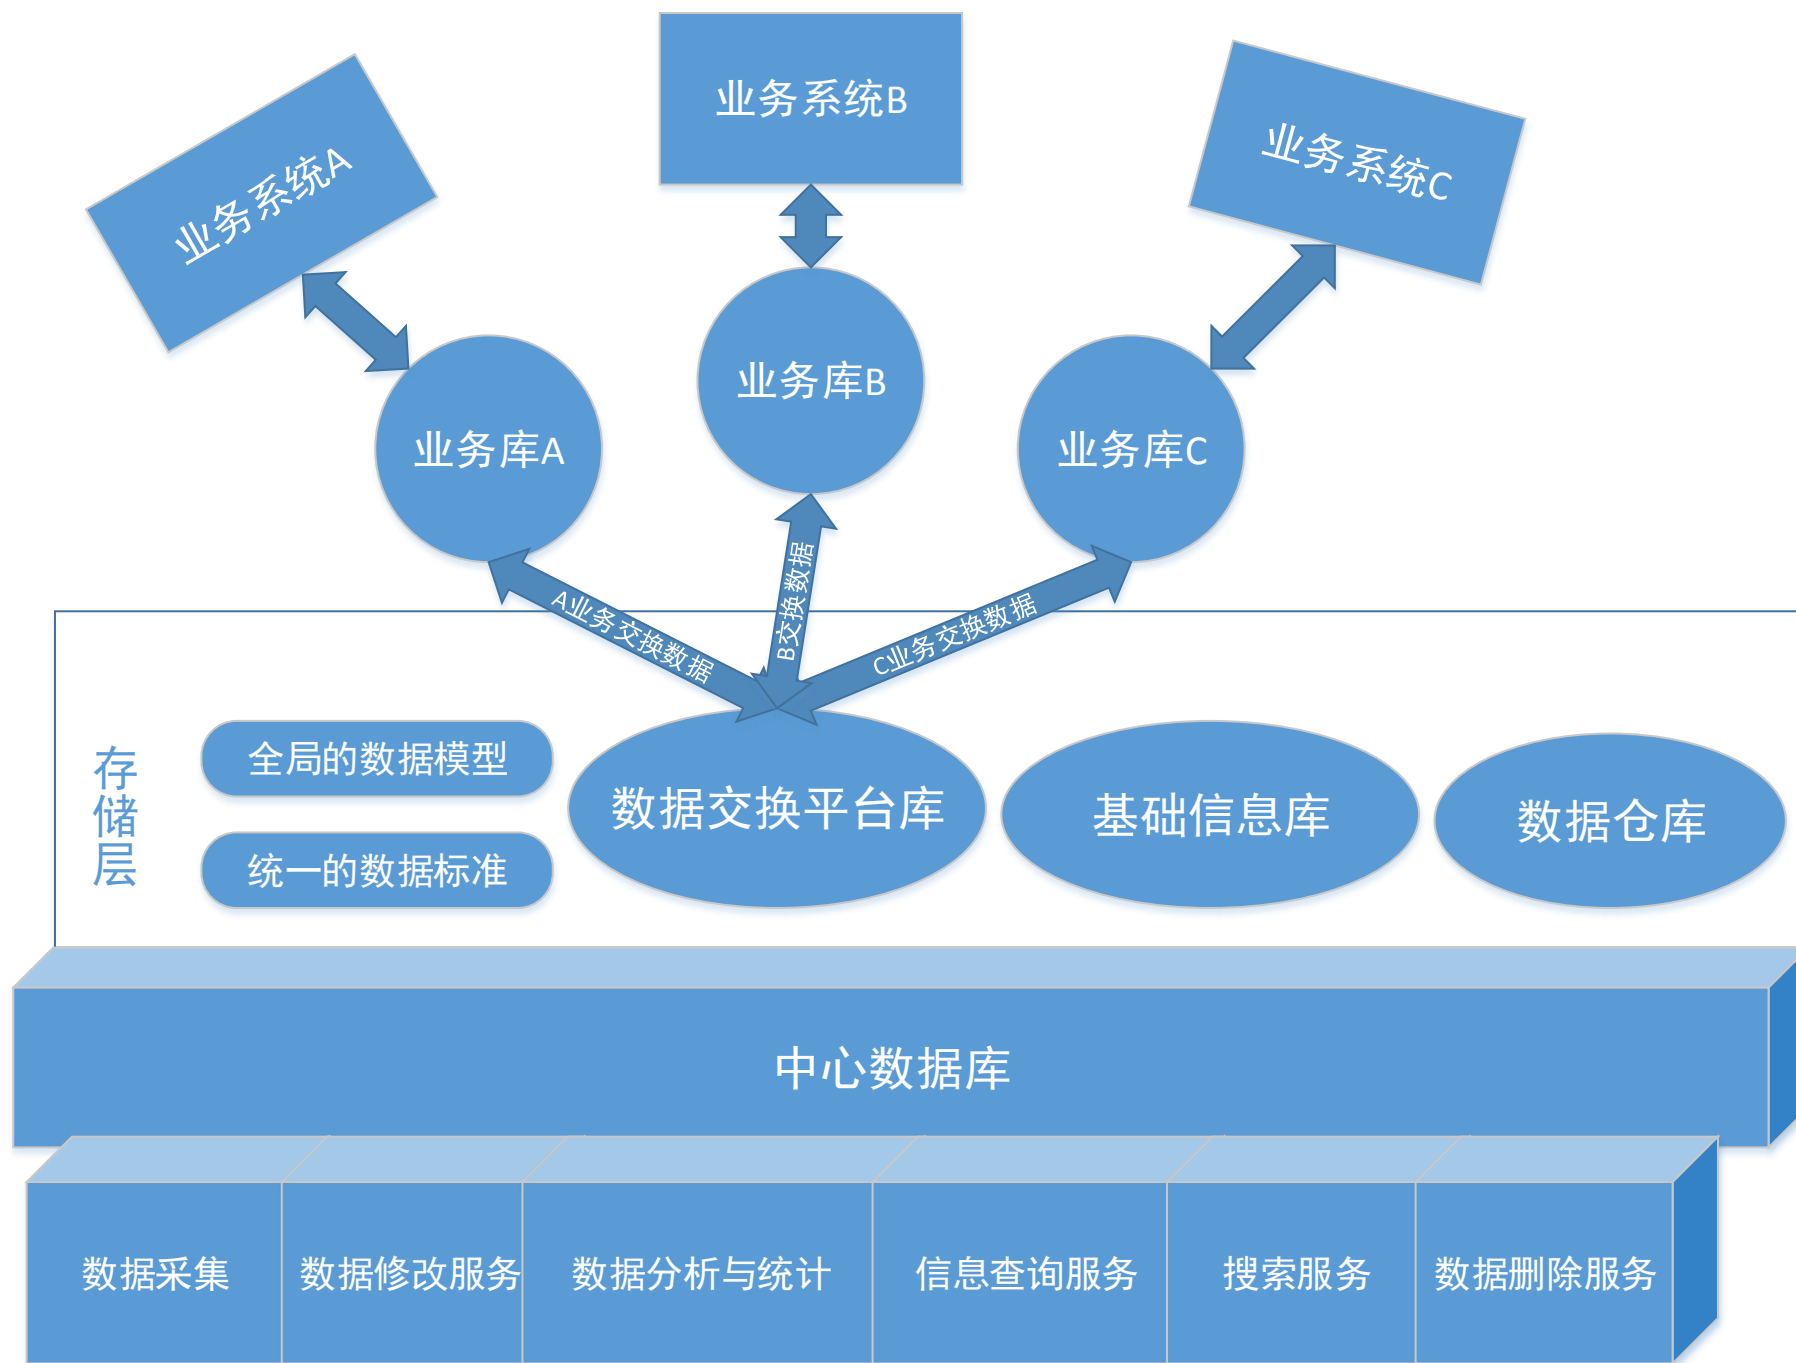 业务系统A
业务系统B
业务系统C
业务库A
业务库B
业务库C
A业务交换数据
B交换数据
C业务交换数据
存储层
全局的数据模型
统一的数据标准
数据交换平台库
基础信息库
数据仓库
中心数据库
数据采集
数据修改服务
数据分析与统计
信息查询服务
搜索服务
数据删除服务